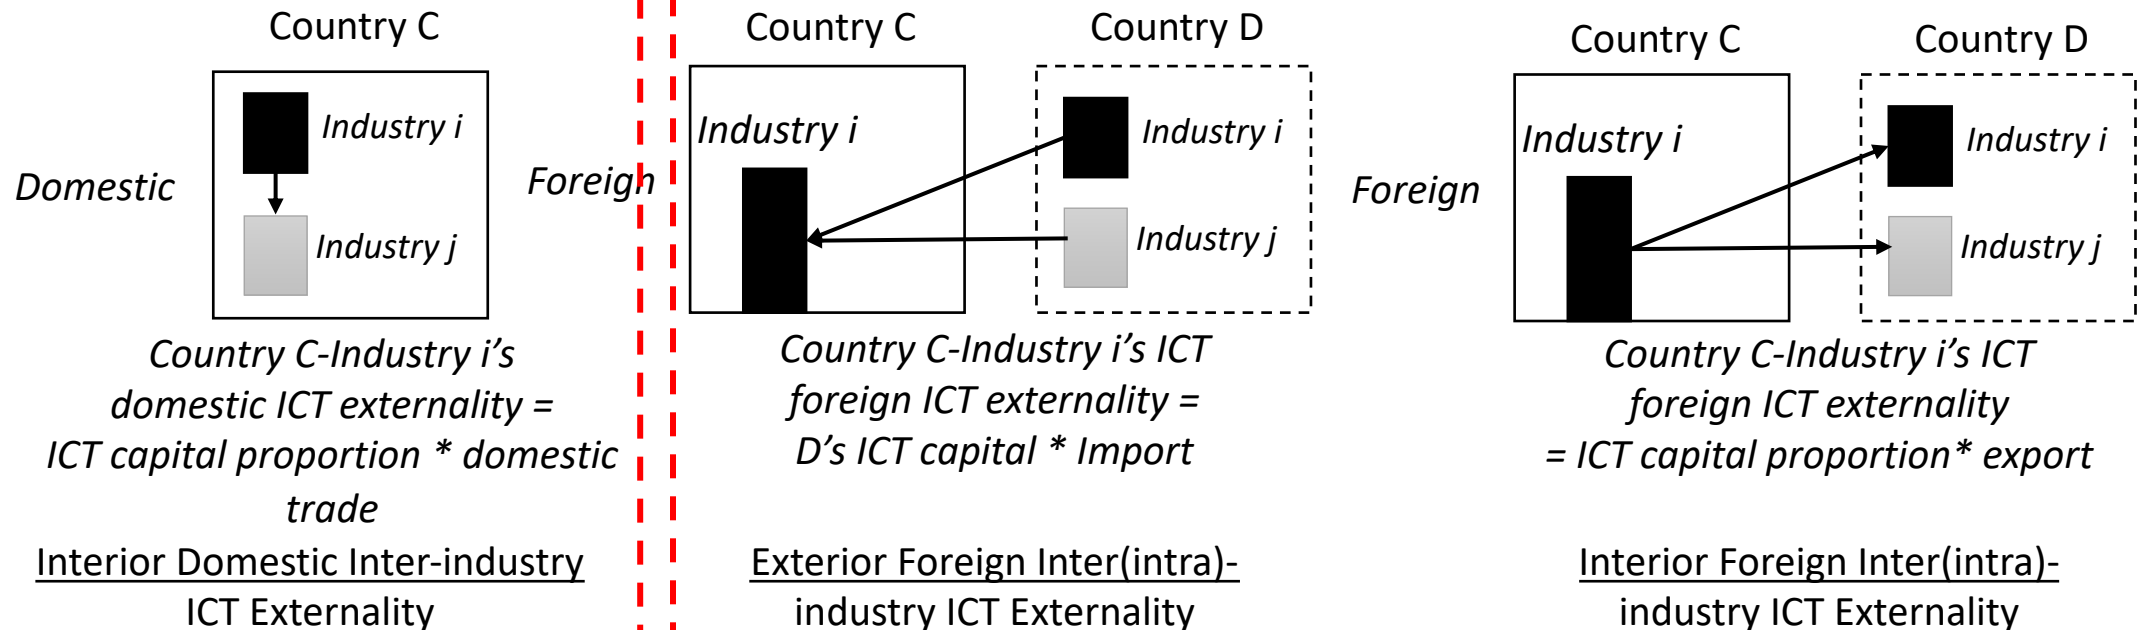 Country C
Domestic
Industry i
Industry j
Country C-Industry i's
domestic ICT externality =
ICT capital proportion * domestic
trade
Interior Domestic Inter-industry
ICT Externality
Foreign
Country C
Country D
Industry i
Industry i
Industry j
Country C-Industry i's ICT
foreign ICT externality =
D's ICT capital * Import
Exterior Foreign Inter(intra)-
industry ICT Externality
Foreign
Country C
Country D
Industry i
Industry i
Industry j
Country C-Industry i's ICT
foreign ICT externality
= ICT capital proportion* export
Interior Foreign Inter(intra)-
industry ICT Externality